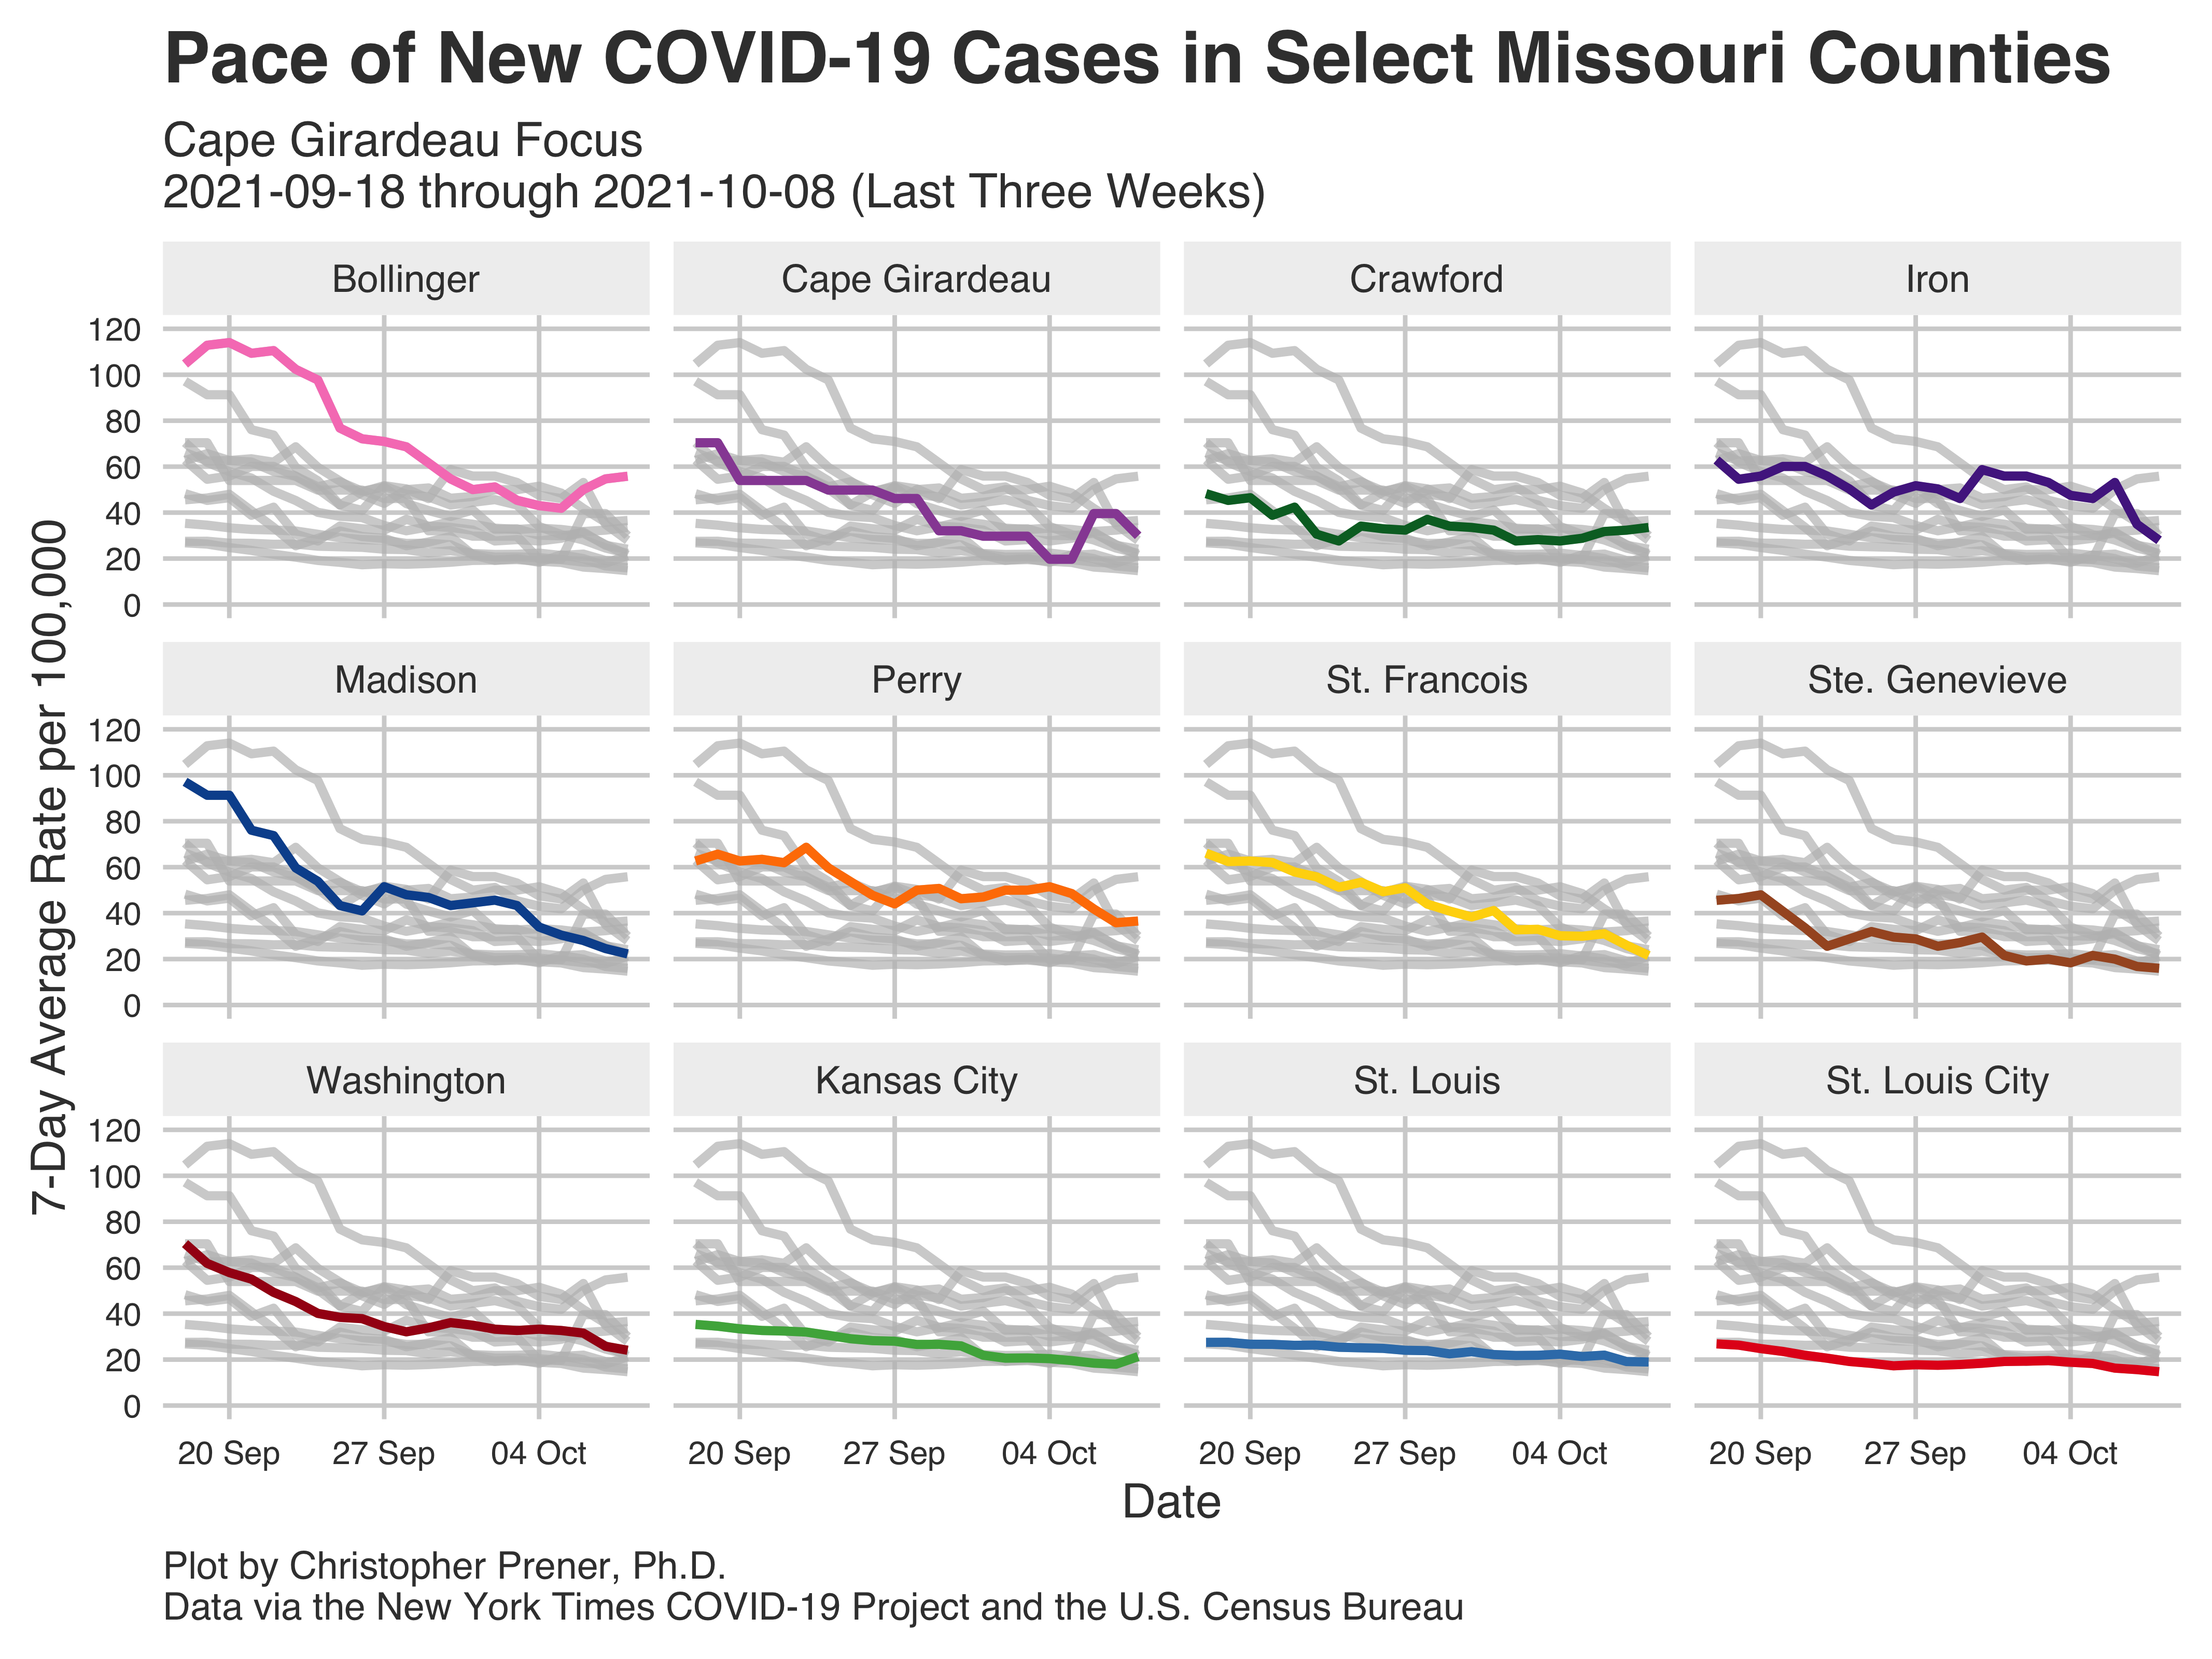 Pace of New COVID-19 Cases in Select Missouri Counties
Cape Girardeau Focus
2021-09-18 through 2021-10-08 (Last Three Weeks)
Bollinger
Cape Girardeau
Crawford
Iron
120
100
80
60
40
20
0
Madison
Perry
St. Francois
Ste. Genevieve
120
100
80
60
40
20
0
Washington
Kansas City
St. Louis
St. Louis City
120
100
80
60
40
20
0
7-Day Average Rate per 100,000
20 Sep 27 Sep 04 Oct
20 Sep 27 Sep 04 Oct
20 Sep 27 Sep 04 Oct
20 Sep 27 Sep 04 Oct
Date
Plot by Christopher Prener, Ph.D.
Data via the New York Times COVID-19 Project and the U.S. Census Bureau